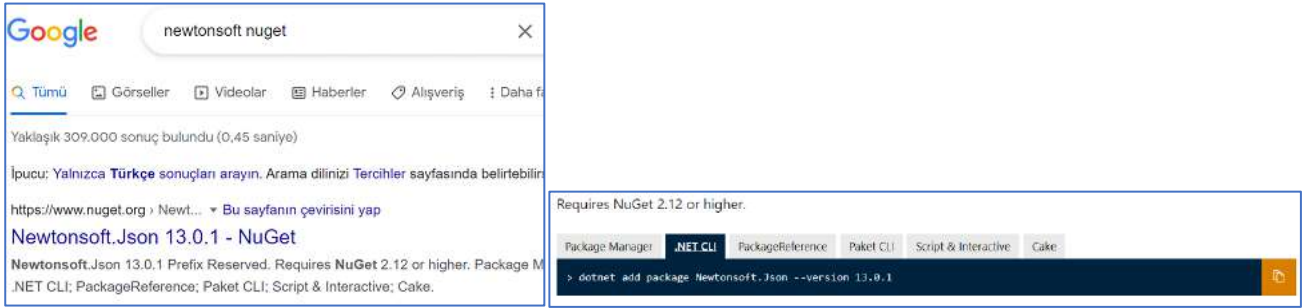 Google
newtonsoft nuget
Tümü Görseller Videolar Haberler Alışveriş Daha fa
Yaklaşık 309.000 sonuç bulundu (0,45 saniye)
İpucu: Yalnızca Türkçe sonuçları arayın. Arama dilinizi Tercihler sayfasında belirtebilirs
https://www.nuget.org › Newt... Bu sayfanın çevirisini yap
Newtonsoft.Json 13.0.1 - NuGet
Newtonsoft.Json 13.0.1 Prefix Reserved. Requires NuGet 2.12 or higher. Package M
.NET CLI; PackageReference; Paket CLI; Script & Interactive; Cake.
Requires NuGet 2.12 or higher.
Package Manager .NET CLI PackageReference Paket CLI Script & Interactive Cake
> dotnet add package Newtonsoft.Json --version 13.0.1